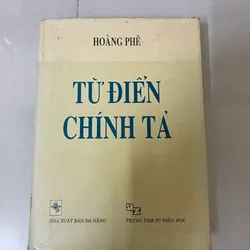 HOÀNG PHÊ
TỪ ĐIỂN
CHÍNH TẢ
NHÀ XUẤT BẢN ĐÀ NẴNG
TRUNG TÂM TỪ ĐIỂN HỌC